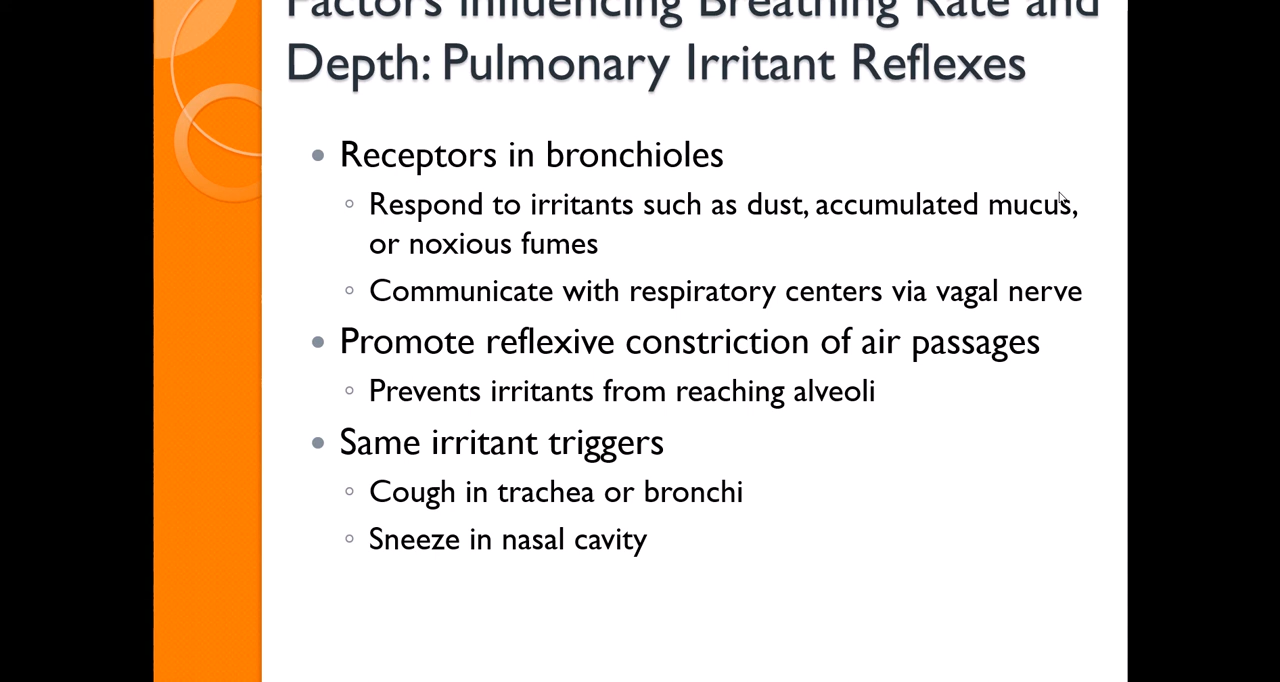 Factors Influencing Breathing Rate and
Depth: Pulmonary Irritant Reflexes
Receptors in bronchioles
Respond to irritants such as dust, accumulated mucus,
or noxious fumes
Communicate with respiratory centers via vagal nerve
Promote reflexive constriction of air passages
Prevents irritants from reaching alveoli
Same irritant triggers
Cough in trachea or bronchi
Sneeze in nasal cavity